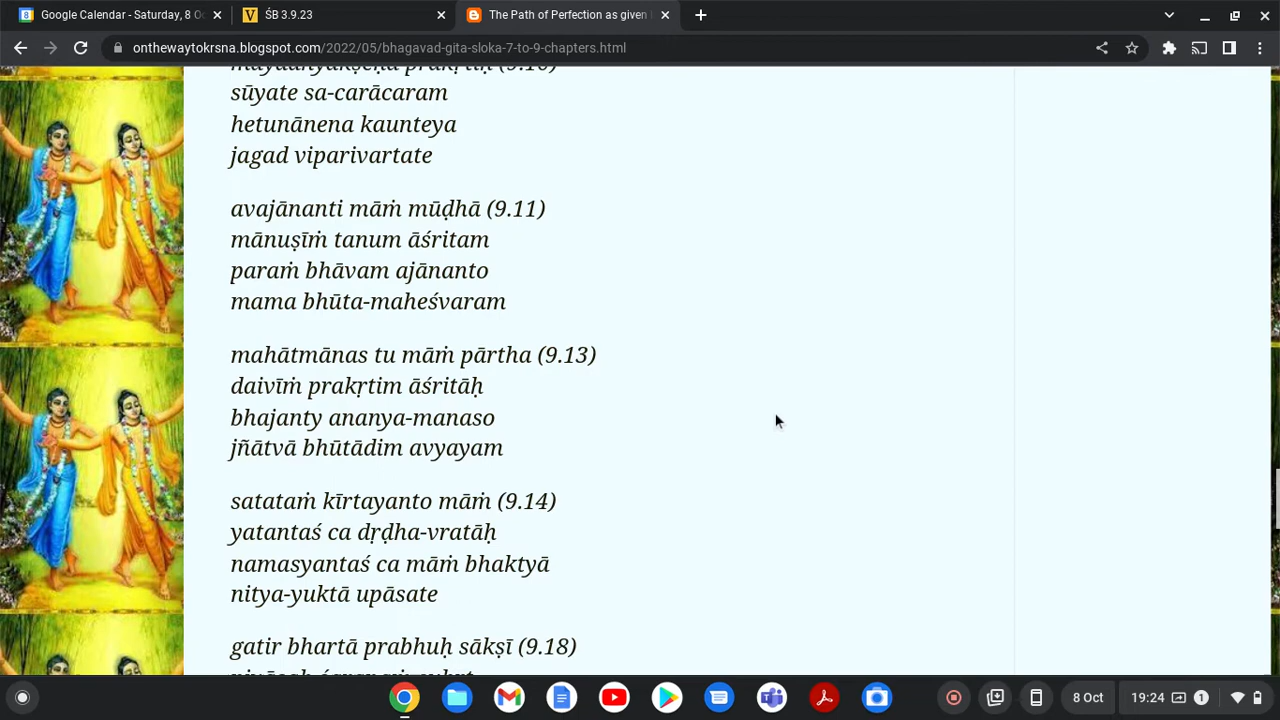 Google Calendar - Saturday, 8 Oc
ŚB 3.9.23
The Path of Perfection as given
onthewaytokrsna.blogspot.com/2022/05/bhagavad-gita-sloka-7-to-9-chapters.html
sūyate sa-carācaram
hetunānena kaunteya
jagad viparivartate
avajānanti māṁ mūḍhā (9.11)
mānuṣīṁ tanum āśritam
paraṁ bhāvam ajānanto
mama bhūta-maheśvaram
mahātmānas tu māṁ pārtha (9.13)
daivīṁ prakṛtim āśritāḥ
bhajanty ananya-manaso
jñātvā bhūtādim avyayam
satataṁ kīrtayanto māṁ (9.14)
yatantaś ca dṛḍha-vratāḥ
namasyantaś ca māṁ bhaktyā
nitya-yuktā upāsate
gatir bhartā prabhuḥ sākṣī (9.18)
8 Oct
19:24
1